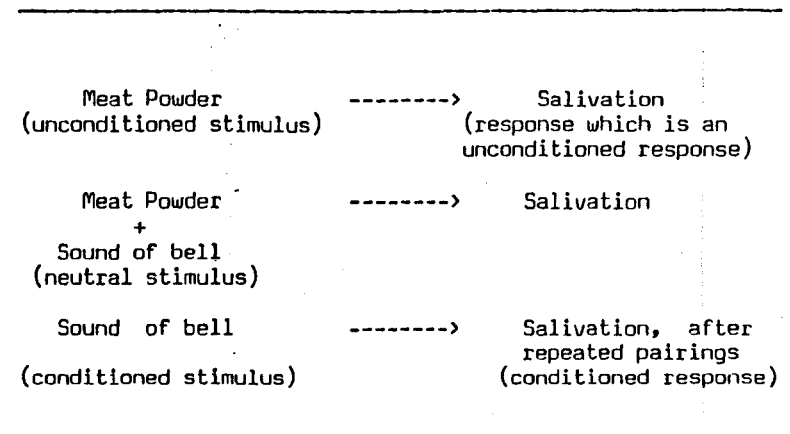 Meat Powder --------> Salivation
(unconditioned stimulus) (response which is an
unconditioned response)
Meat Powder --------> Salivation
+
Sound of bell
(neutral stimulus)
Sound of bell --------> Salivation, after
repeated pairings
(conditioned stimulus) (conditioned response)